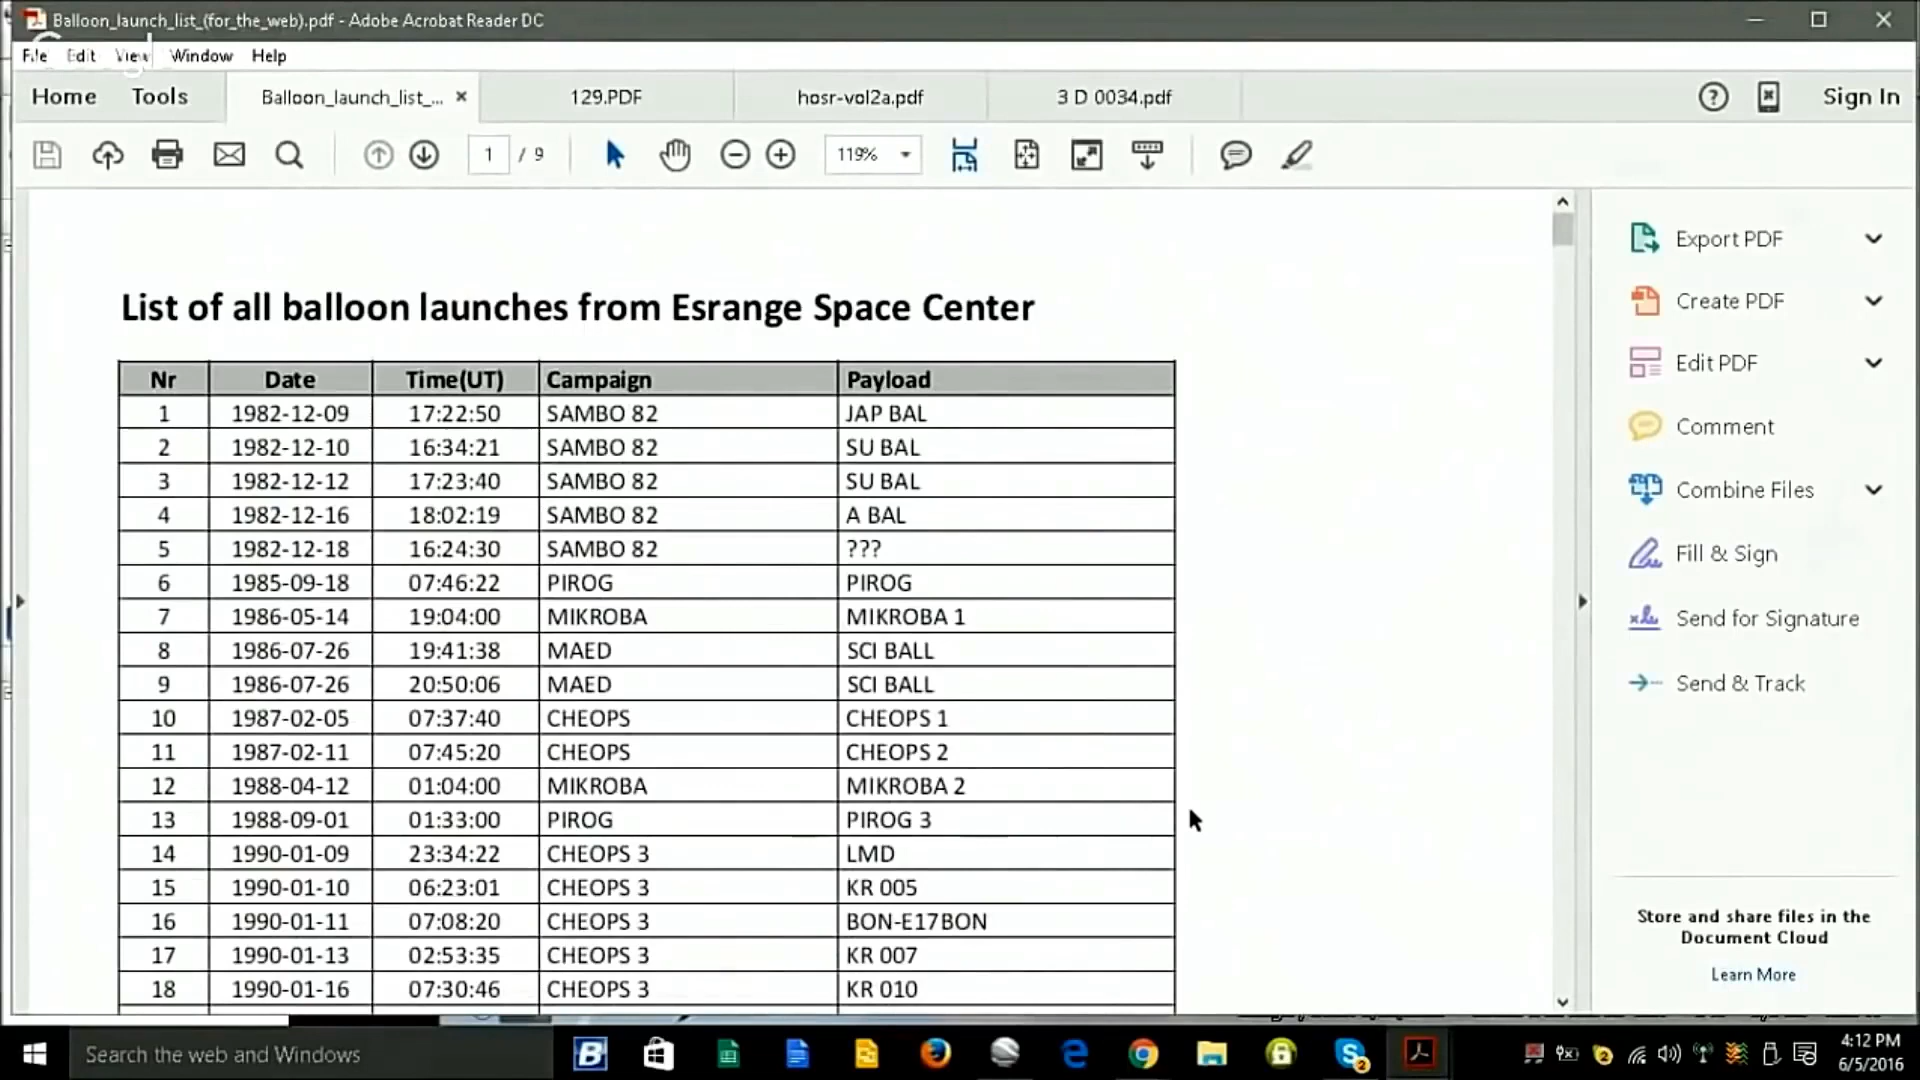 Balloon_launch_list_(for_the_web).pdf - Adobe Acrobat Reader DC
File Edit View Window Help
Home Tools Balloon_launch_list_... × 129.PDF hosr-vol2a.pdf 3 D 0034.pdf Sign In
1 / 9 119%
List of all balloon launches from Esrange Space Center
Nr Date Time(UT) Campaign Payload
1 1982-12-09 17:22:50 SAMBO 82 JAP BAL
2 1982-12-10 16:34:21 SAMBO 82 SU BAL
3 1982-12-12 17:23:40 SAMBO 82 SU BAL
4 1982-12-16 18:02:19 SAMBO 82 A BAL
5 1982-12-18 16:24:30 SAMBO 82 ???
6 1985-09-18 07:46:22 PIROG PIROG
7 1986-05-14 19:04:00 MIKROBA MIKROBA 1
8 1986-07-26 19:41:38 MAED SCI BALL
9 1986-07-26 20:50:06 MAED SCI BALL
10 1987-02-05 07:37:40 CHEOPS CHEOPS 1
11 1987-02-11 07:45:20 CHEOPS CHEOPS 2
12 1988-04-12 01:04:00 MIKROBA MIKROBA 2
13 1988-09-01 01:33:00 PIROG PIROG 3
14 1990-01-09 23:34:22 CHEOPS 3 LMD
15 1990-01-10 06:23:01 CHEOPS 3 KR 005
16 1990-01-11 07:08:20 CHEOPS 3 BON-E17BON
17 1990-01-13 02:53:35 CHEOPS 3 KR 007
18 1990-01-16 07:30:46 CHEOPS 3 KR 010
Export PDF
Create PDF
Edit PDF
Comment
Combine Files
Fill & Sign
Send for Signature
Send & Track
Store and share files in the
Document Cloud
Learn More
Search the web and Windows
4:12 PM
6/5/2016